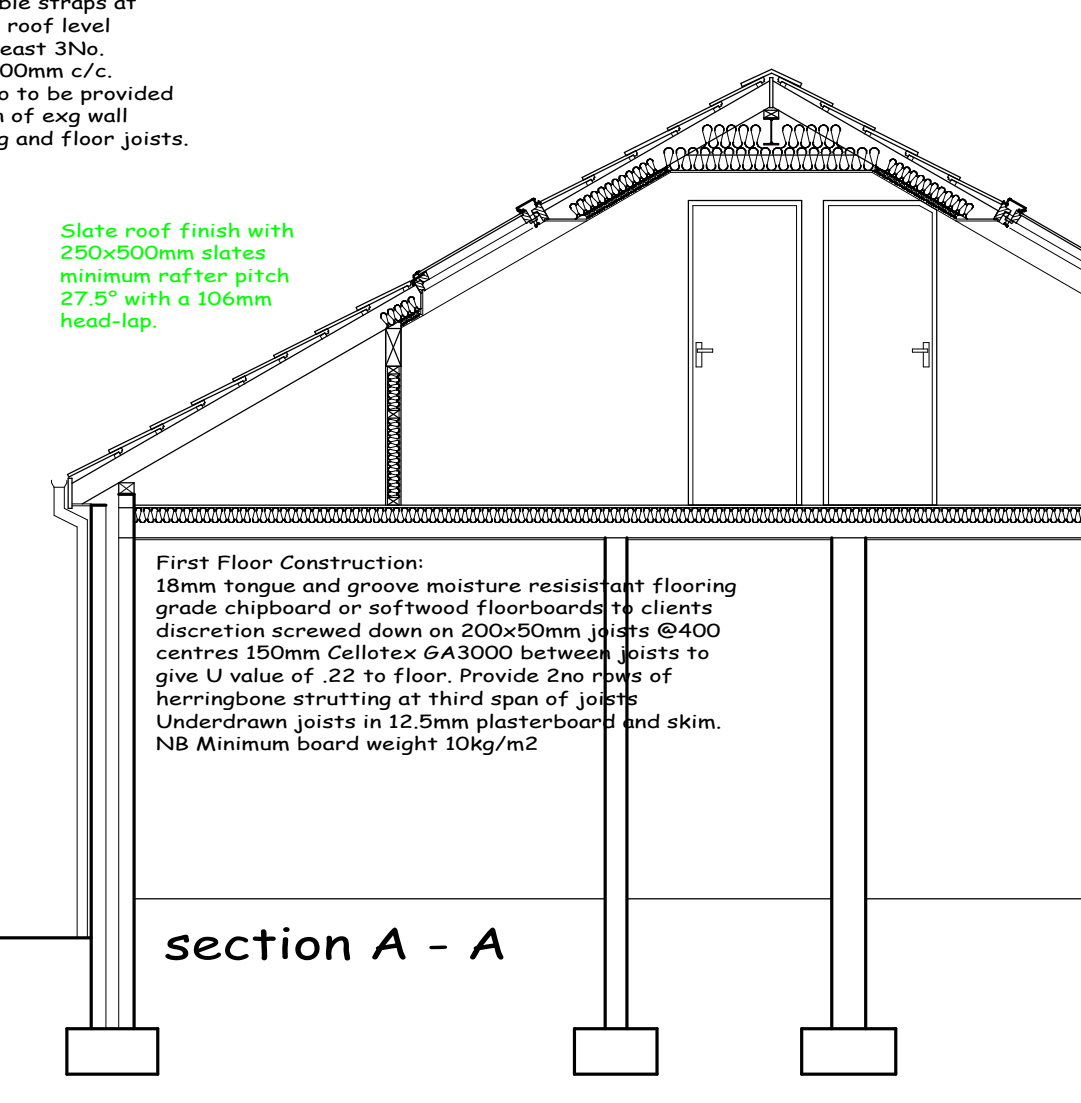 ble straps at
roof level
east 3No.
00mm c/c.
o to be provided
of exg wall
g and floor joists.
Slate roof finish with
250x500mm slates
minimum rafter pitch
27.5° with a 106mm
head-lap.
First Floor Construction:
18mm tongue and groove moisture resisistant flooring
grade chipboard or softwood floorboards to clients
discretion screwed down on 200x50mm joists @400
centres 150mm Cellotex GA3000 between joists to
give U value of .22 to floor. Provide 2no rows of
herringbone strutting at third span of joists
Underdrawn joists in 12.5mm plasterboard and skim.
NB Minimum board weight 10kg/m2
section A - A